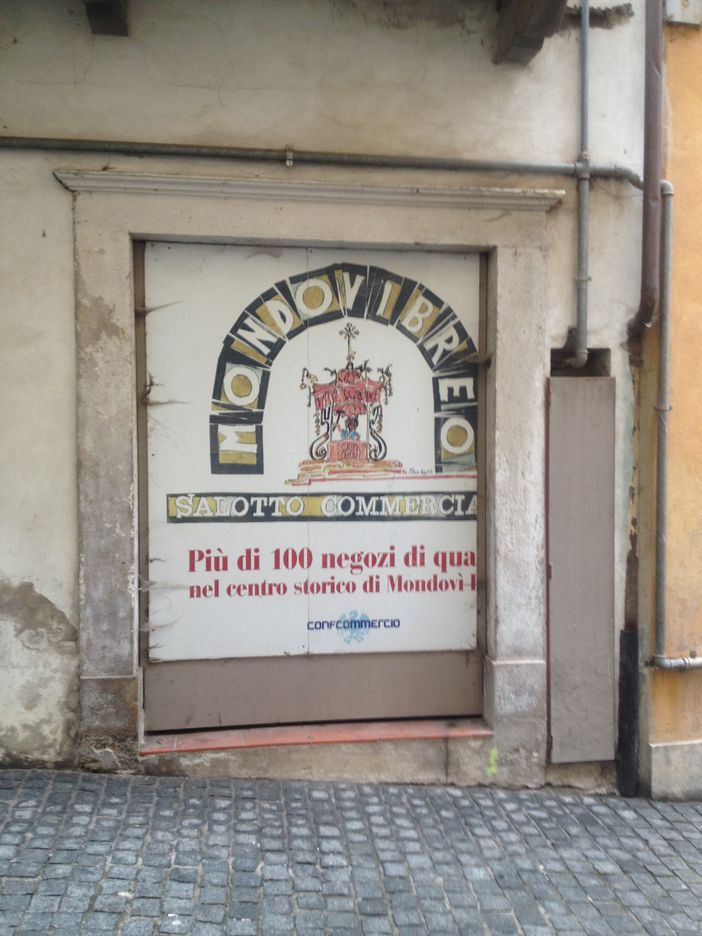 MONDOVIBREO
SALOTTO COMMERCIA
Più di 100 negozi di qua
nel centro storico di Mondovì-
CONFCOMMERCIO